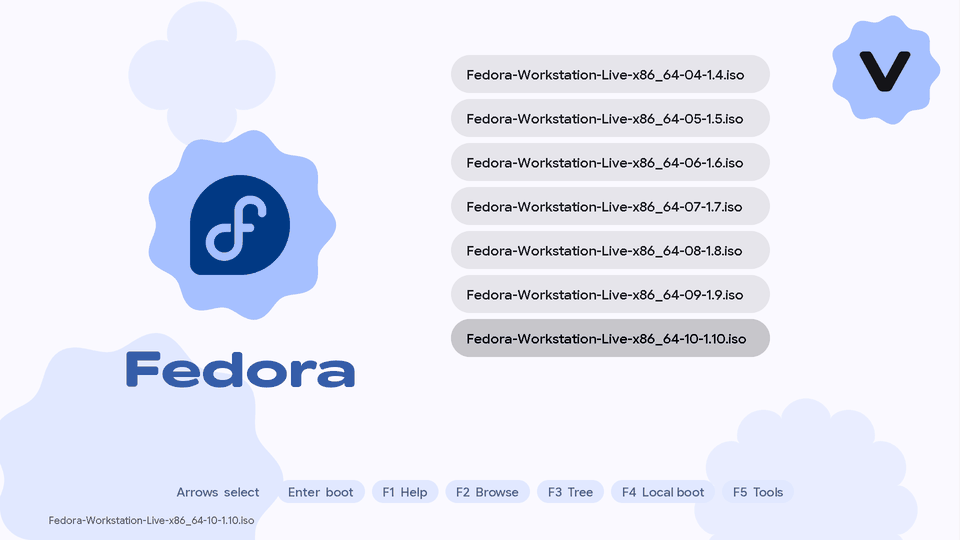 V
Fedora-Workstation-Live-x86_64-04-1.4.iso
Fedora-Workstation-Live-x86_64-05-1.5.iso
Fedora-Workstation-Live-x86_64-06-1.6.iso
Fedora-Workstation-Live-x86_64-07-1.7.iso
Fedora-Workstation-Live-x86_64-08-1.8.iso
Fedora-Workstation-Live-x86_64-09-1.9.iso
Fedora-Workstation-Live-x86_64-10-1.10.iso
Fedora
Arrows select Enter boot F1 Help F2 Browse F3 Tree F4 Local boot F5 Tools
Fedora-Workstation-Live-x86_64-10-1.10.iso